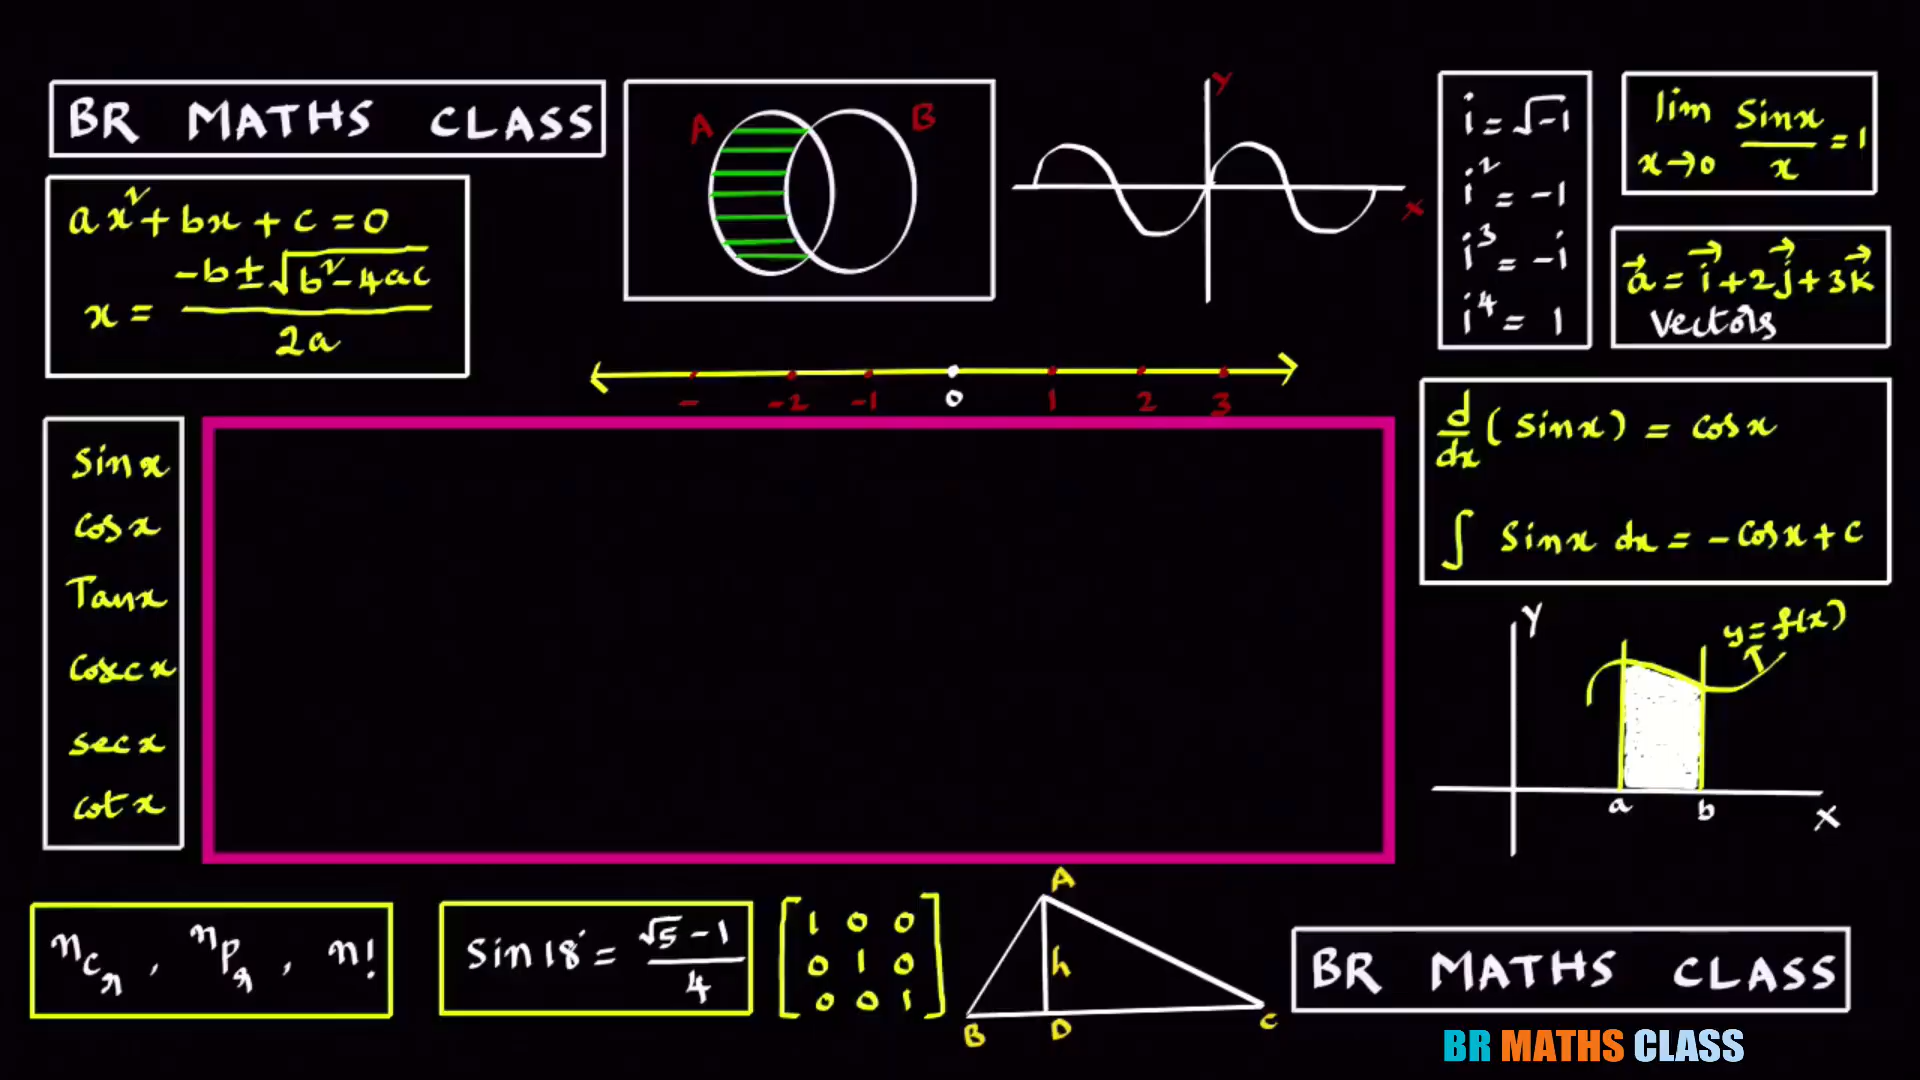 BR MATHS CLASS
ax²+bx+c=0
x = (-b±√(b²-4ac))/2a
A B
Y
X
i=√-1
i²=-1
i³=-i
i⁴=1
lim x→0 Sinx/x=1
a⃗=i⃗+2j⃗+3k⃗
Vectors
- -2 -1 0 1 2 3
Sinx
Cosx
Tanx
Cosecx
secx
cotx
d/dx(Sinx)=Cosx
∫ Sinx dx=-Cosx+C
Y
y=f(x)
a b
X
ⁿCᵣ, ⁿPᵣ, n!
Sin18°=(√5-1)/4
1 0 0
0 1 0
0 0 1
A
h
B D C
BR MATHS CLASS
BR MATHS CLASS